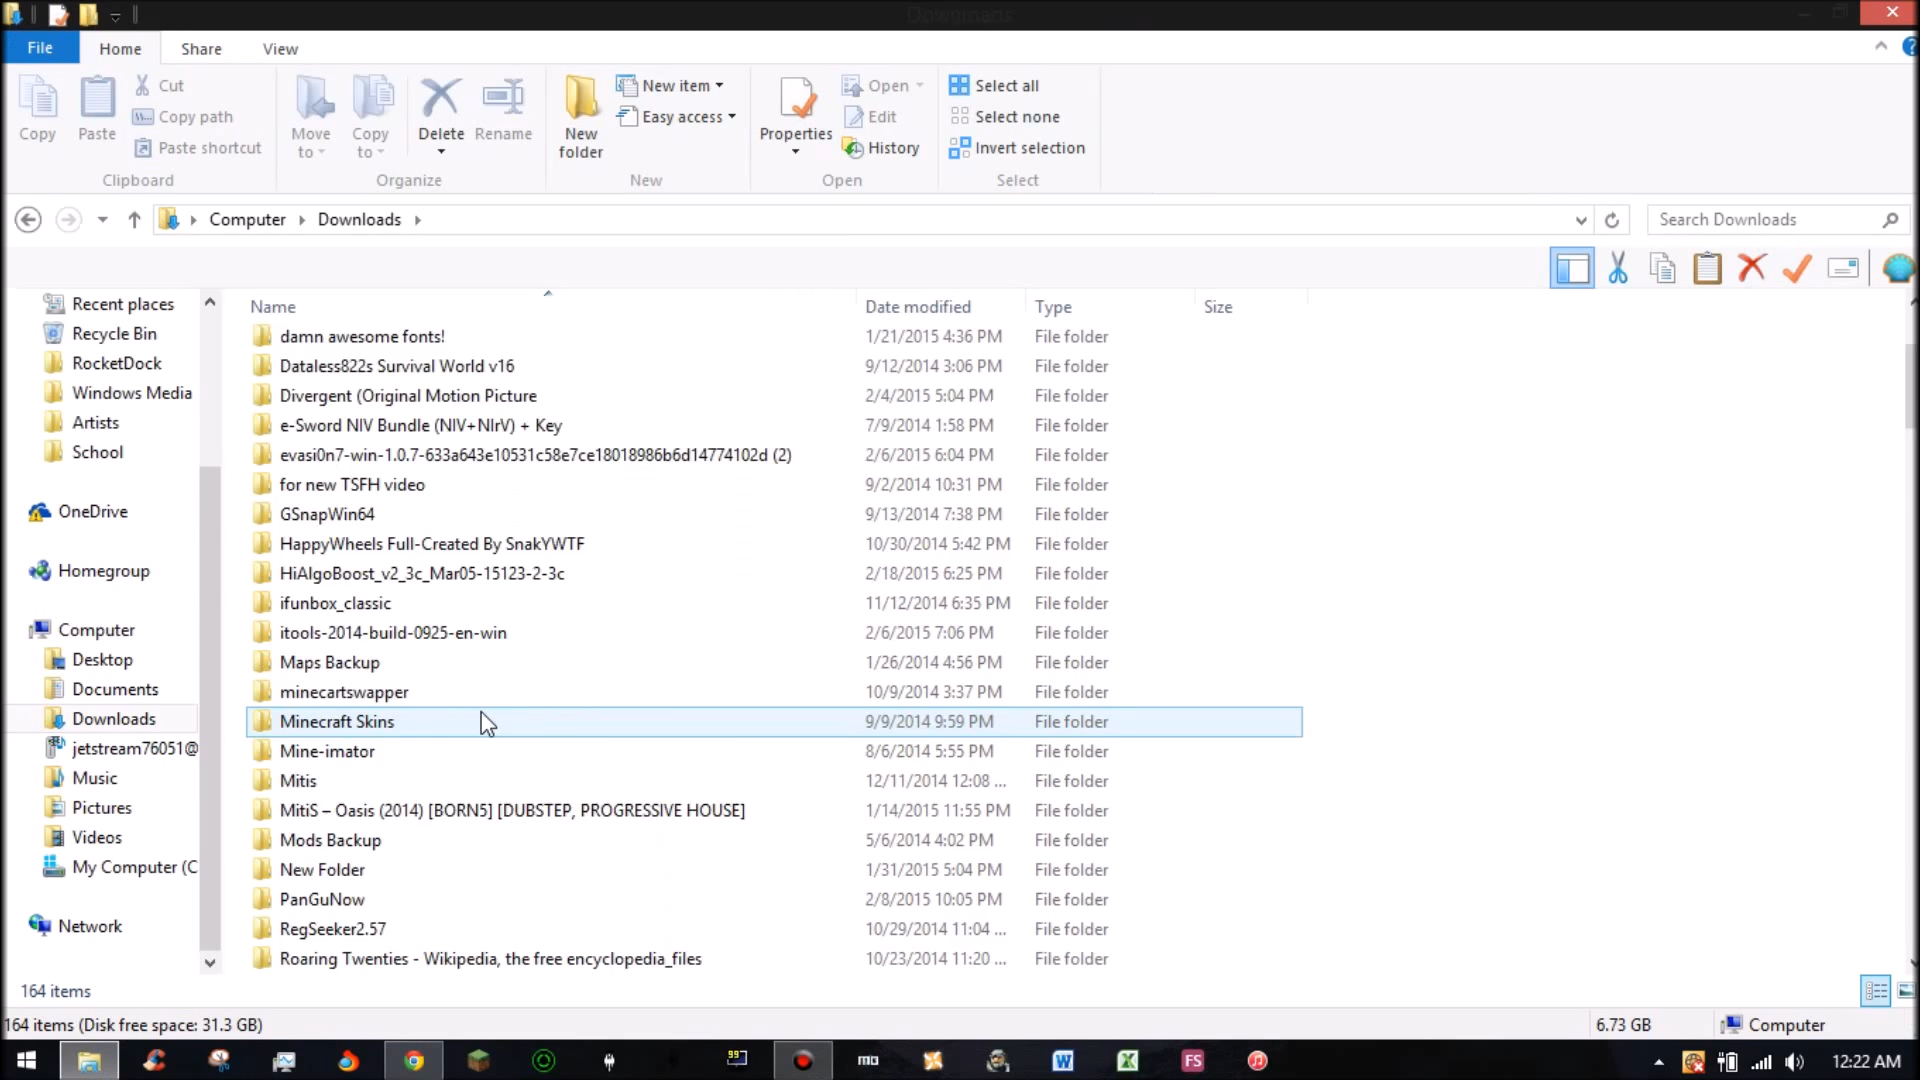 Downloads
File Home Share View
Copy Paste Cut Copy path Paste shortcut Clipboard
Move to Copy to Delete Rename Organize
New folder New item Easy access New
Properties Open Edit History Open
Select all Select none Invert selection Select
Computer Downloads Search Downloads
Recent places
Recycle Bin
RocketDock
Windows Media
Artists
School
OneDrive
Homegroup
Computer
Desktop
Documents
Downloads
jetstream76051@
Music
Pictures
Videos
My Computer (C
Network
Name Date modified Type Size
damn awesome fonts! 1/21/2015 4:36 PM File folder
Dataless822s Survival World v16 9/12/2014 3:06 PM File folder
Divergent (Original Motion Picture 2/4/2015 5:04 PM File folder
e-Sword NIV Bundle (NIV+NIrV) + Key 7/9/2014 1:58 PM File folder
evasi0n7-win-1.0.7-633a643e10531c58e7ce18018986b6d14774102d (2) 2/6/2015 6:04 PM File folder
for new TSFH video 9/2/2014 10:31 PM File folder
GSnapWin64 9/13/2014 7:38 PM File folder
HappyWheels Full-Created By SnakYWTF 10/30/2014 5:42 PM File folder
HiAlgoBoost_v2_3c_Mar05-15123-2-3c 2/18/2015 6:25 PM File folder
ifunbox_classic 11/12/2014 6:35 PM File folder
itools-2014-build-0925-en-win 2/6/2015 7:06 PM File folder
Maps Backup 1/26/2014 4:56 PM File folder
minecartswapper 10/9/2014 3:37 PM File folder
Minecraft Skins 9/9/2014 9:59 PM File folder
Mine-imator 8/6/2014 5:55 PM File folder
Mitis 12/11/2014 12:08 ... File folder
MitiS – Oasis (2014) [BORN5] [DUBSTEP, PROGRESSIVE HOUSE] 1/14/2015 11:55 PM File folder
Mods Backup 5/6/2014 4:02 PM File folder
New Folder 1/31/2015 5:04 PM File folder
PanGuNow 2/8/2015 10:05 PM File folder
RegSeeker2.57 10/29/2014 11:04 ... File folder
Roaring Twenties - Wikipedia, the free encyclopedia_files 10/23/2014 11:20 ... File folder
164 items
164 items (Disk free space: 31.3 GB) 6.73 GB Computer
99 mo W X FS 12:22 AM